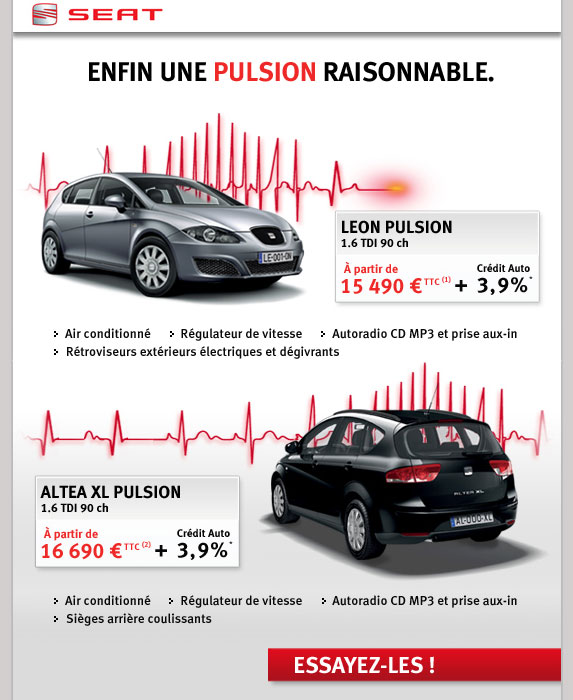 SEAT
ENFIN UNE PULSION RAISONNABLE.
LE-001-ON
LEON PULSION
1.6 TDI 90 ch
À partir de
15 490 € TTC (1) + Crédit Auto 3,9%*
Air conditionné Régulateur de vitesse Autoradio CD MP3 et prise aux-in
Rétroviseurs extérieurs électriques et dégivrants
ALTEA XL
AL-000-XL
ALTEA XL PULSION
1.6 TDI 90 ch
À partir de
16 690 € TTC (2) + Crédit Auto 3,9%*
Air conditionné Régulateur de vitesse Autoradio CD MP3 et prise aux-in
Sièges arrière coulissants
ESSAYEZ-LES !